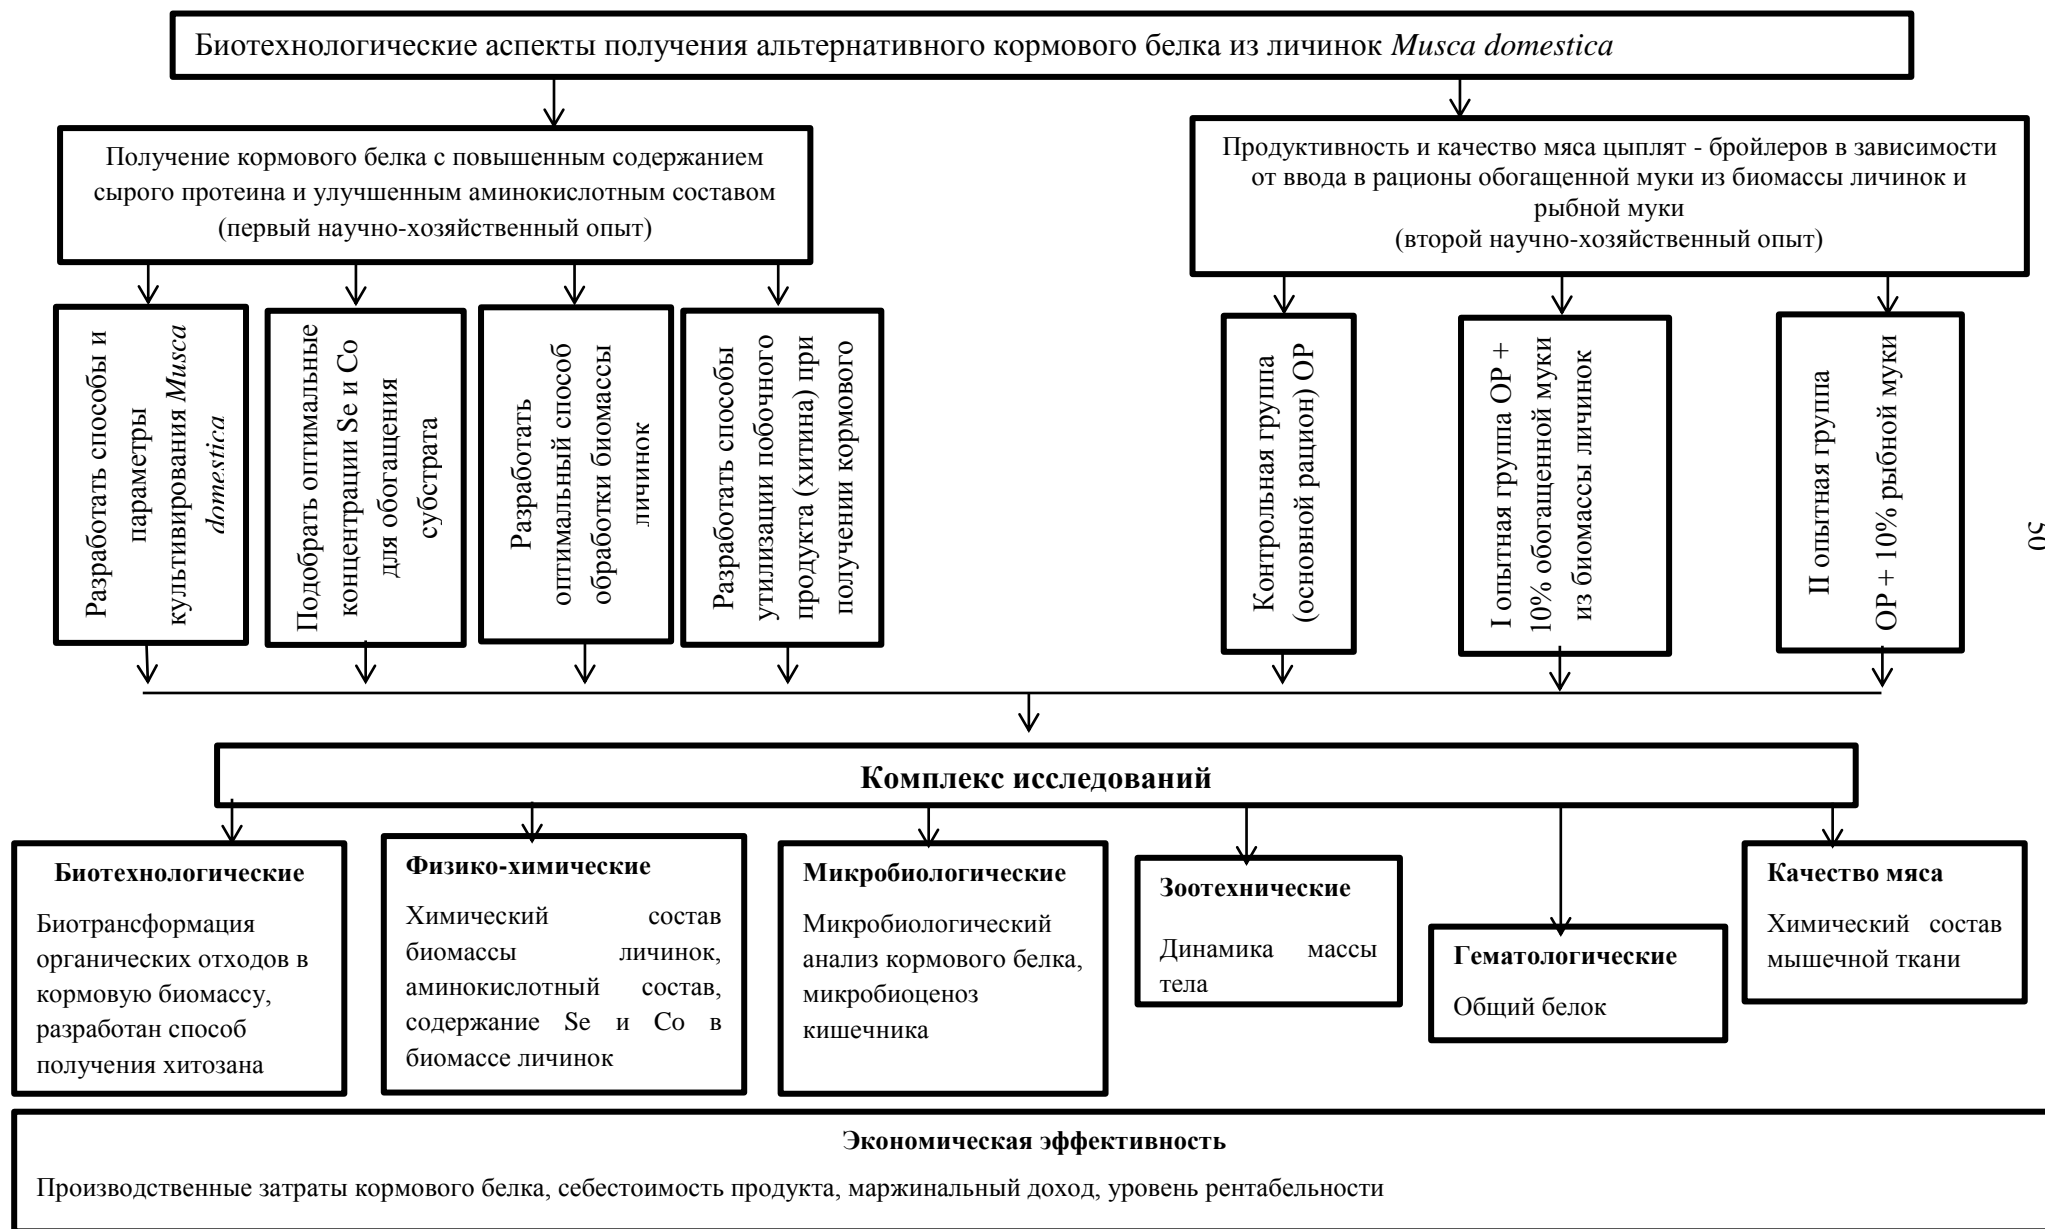 Биотехнологические аспекты получения альтернативного кормового белка из личинок Musca domestica
Получение кормового белка с повышенным содержанием
сырого протеина и улучшенным аминокислотным составом
(первый научно-хозяйственный опыт)
Продуктивность и качество мяса цыплят - бройлеров в зависимости
от ввода в рационы обогащенной муки из биомассы личинок и
рыбной муки
(второй научно-хозяйственный опыт)
Разработать способы и
параметры
культивирования Musca
domestica
Подобрать оптимальные
концентрации Se и Co
для обогащения
субстрата
Разработать
оптимальный способ
обработки биомассы
личинок
Разработать способы
утилизации побочного
продукта (хитина) при
получении кормового
Контрольная группа
(основной рацион) ОР
I опытная группа ОР +
10% обогащенной муки
из биомассы личинок
II опытная группа
ОР + 10% рыбной муки
50
Комплекс исследований
Биотехнологические
Биотрансформация
органических отходов в
кормовую биомассу,
разработан способ
получения хитозана
Физико-химические
Химический состав
биомассы личинок,
аминокислотный состав,
содержание Se и Co в
биомассе личинок
Микробиологические
Микробиологический
анализ кормового белка,
микробиоценоз
кишечника
Зоотехнические
Динамика массы
тела
Гематологические
Общий белок
Качество мяса
Химический состав
мышечной ткани
Экономическая эффективность
Производственные затраты кормового белка, себестоимость продукта, маржинальный доход, уровень рентабельности